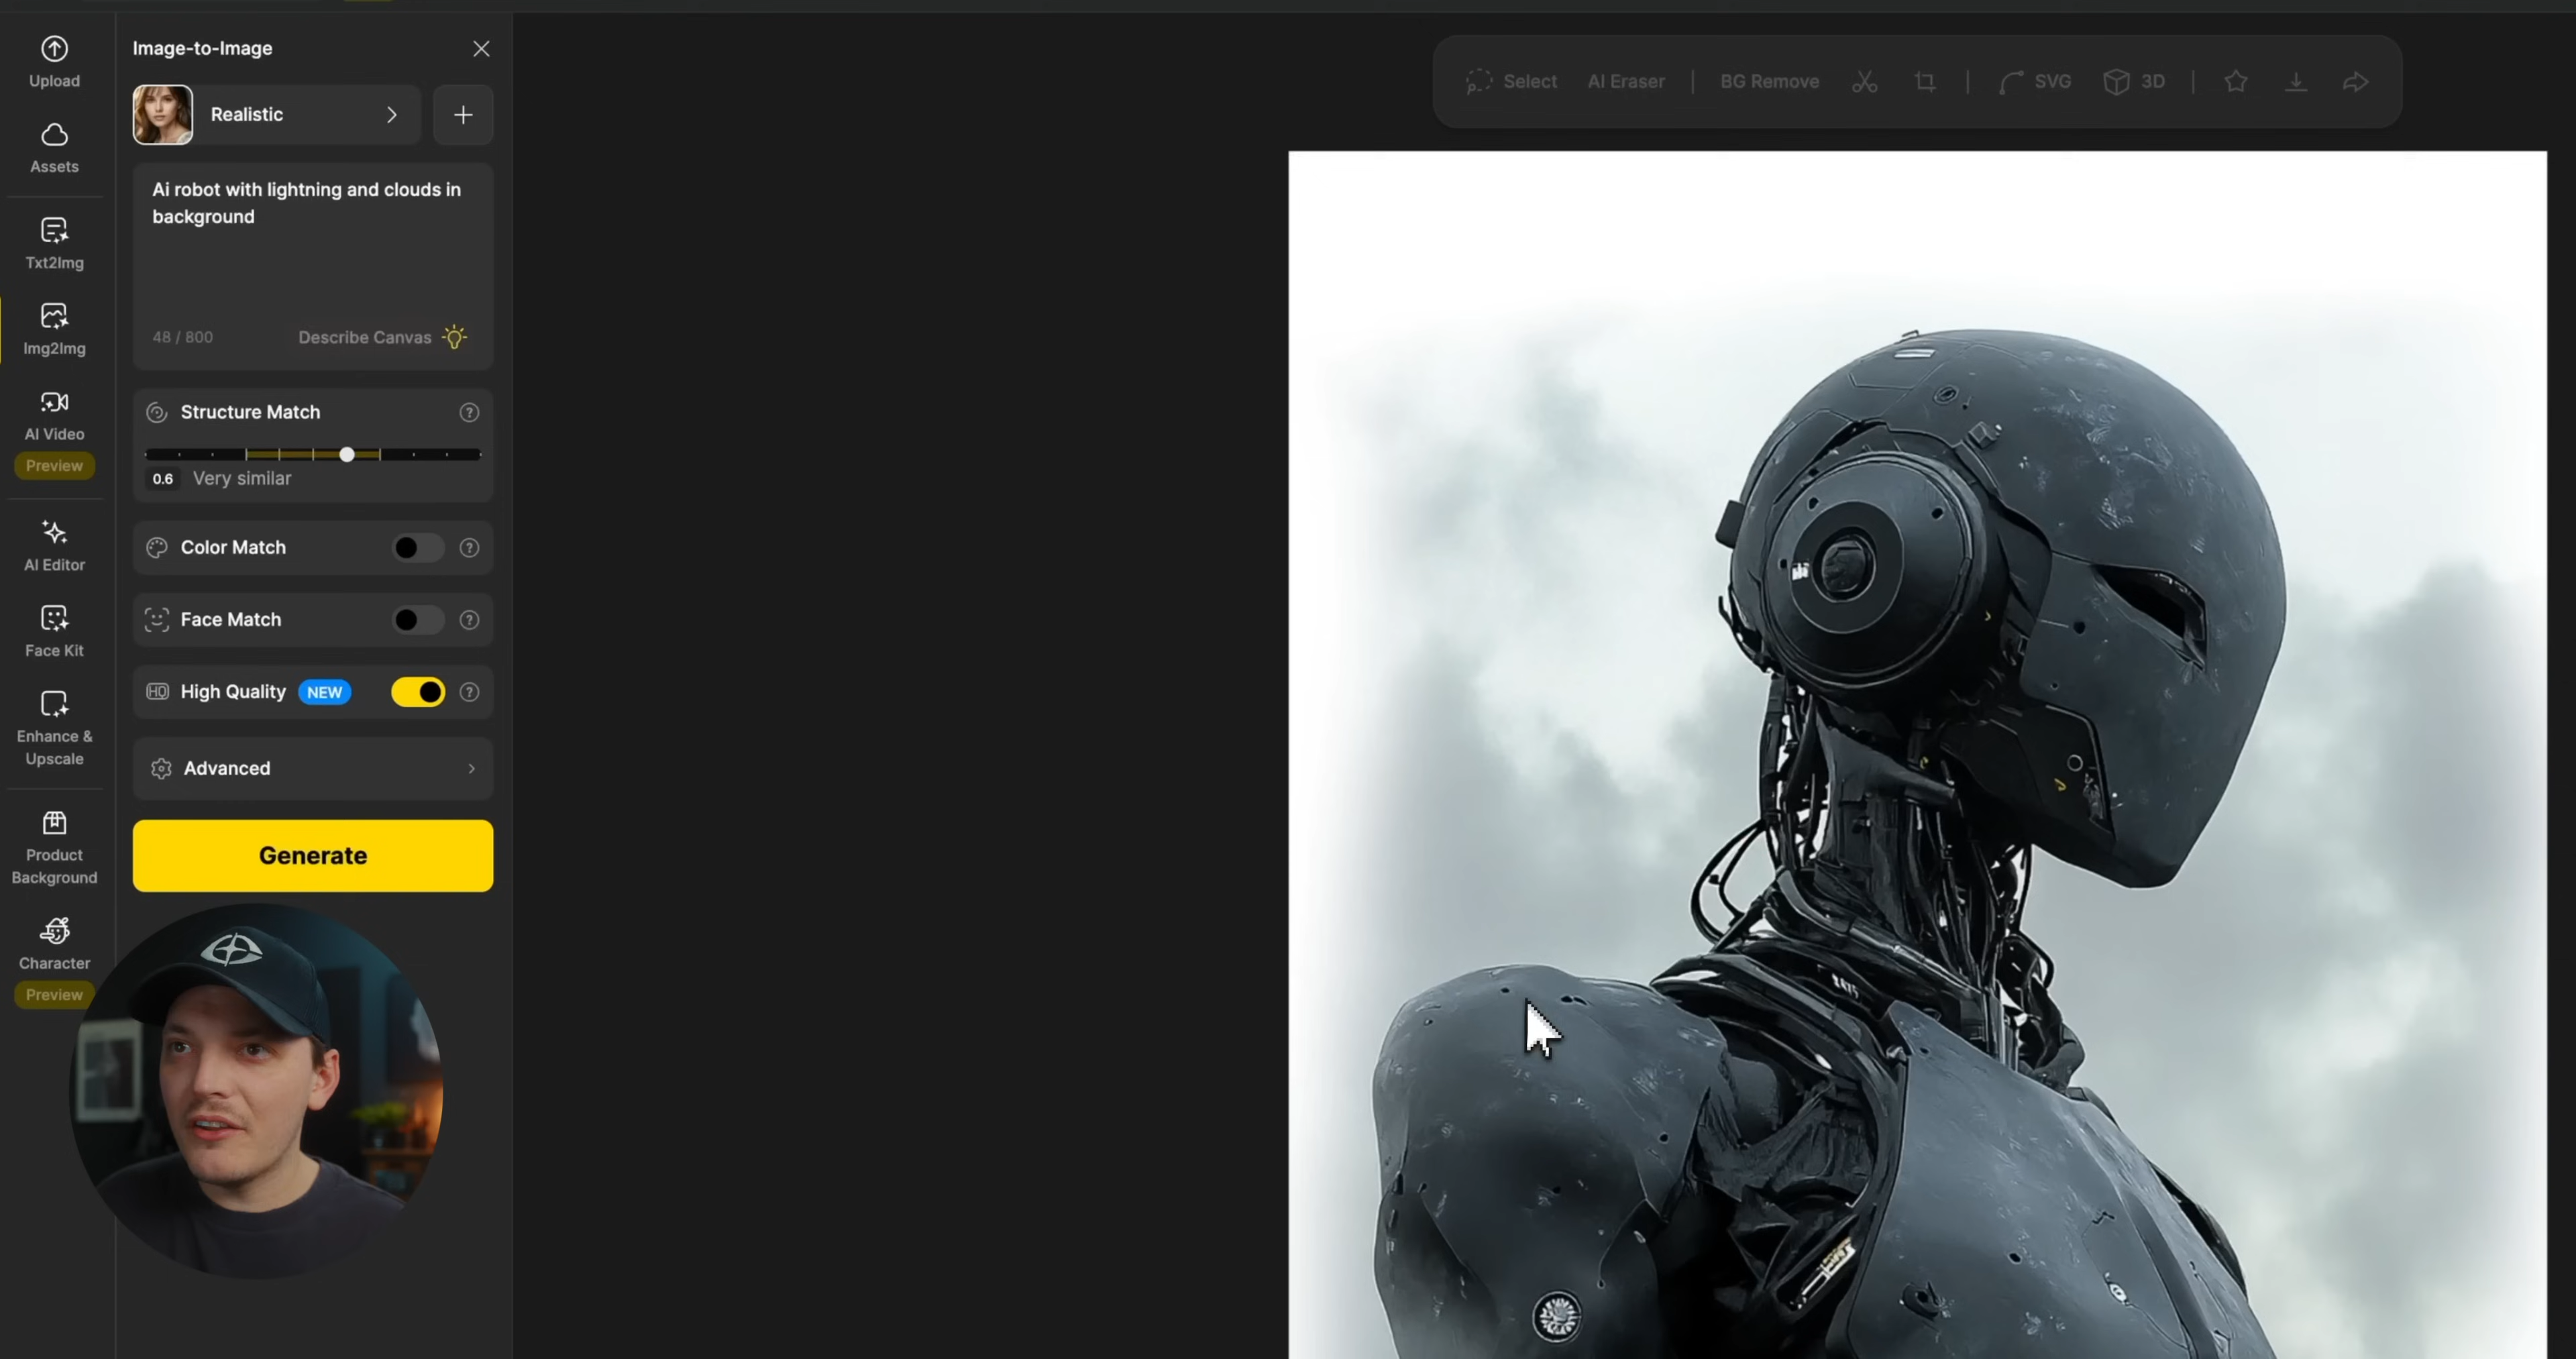 Upload
Assets
Txt2Img
Img2Img
AI Video
Preview
AI Editor
Face Kit
Enhance &
Upscale
Product
Background
Character
Preview
Image-to-Image
Realistic
Ai robot with lightning and clouds in
background
48 / 800
Describe Canvas
Structure Match
0.6 Very similar
Color Match
Face Match
HQ High Quality NEW
Advanced
Generate
Select AI Eraser BG Remove SVG 3D